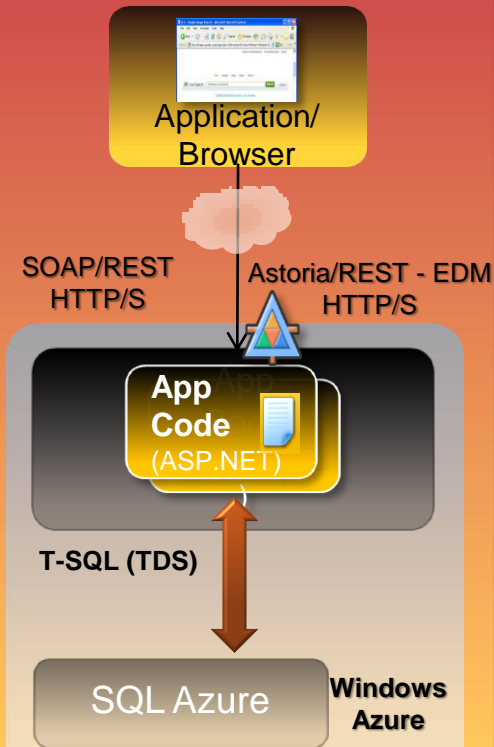 Application/
Browser
SOAP/REST
HTTP/S
Astoria/REST - EDM
HTTP/S
App
Code
(ASP.NET)
)
T-SQL (TDS)
SQL Azure
Windows
Azure